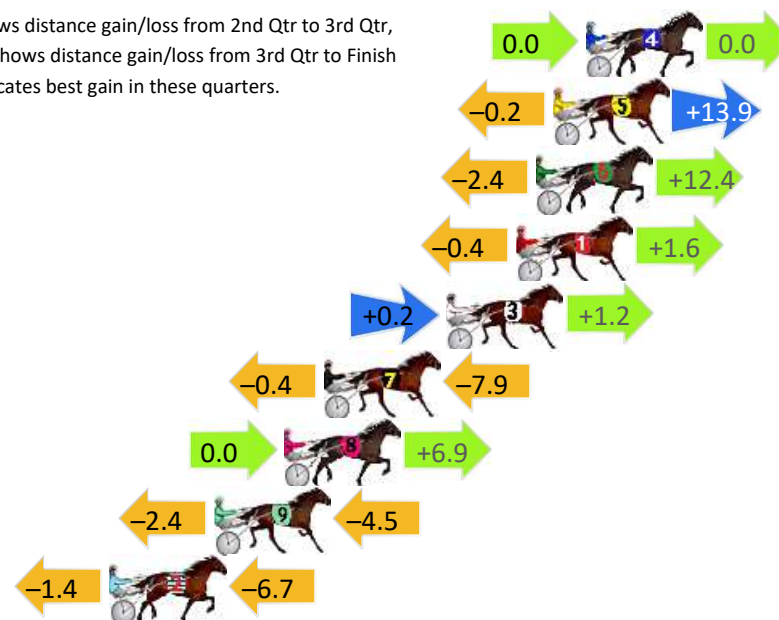 ws distance gain/loss from 2nd Qtr to 3rd Qtr,
hows distance gain/loss from 3rd Qtr to Finish
cates best gain in these quarters.
0.0 4 0.0
–0.2 5 +13.9
–2.4 6 +12.4
–0.4 1 +1.6
+0.2 3 +1.2
–0.4 7 –7.9
0.0 8 +6.9
–2.4 9 –4.5
–1.4 2 –6.7